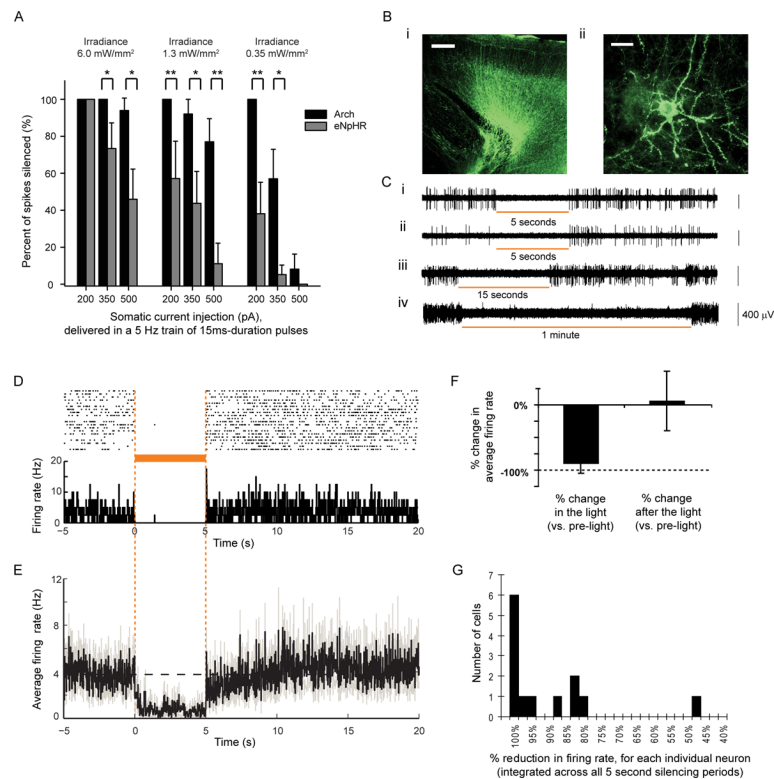 A
Irradiance
6.0 mW/mm²
Irradiance
1.3 mW/mm²
Irradiance
0.35 mW/mm²
* * ** * ** ** *
Arch
eNpHR
Percent of spikes silenced (%)
100
80
60
40
20
0
200 350 500 200 350 500 200 350 500
Somatic current injection (pA),
delivered in a 5 Hz train of 15ms-duration pulses
B
i
ii
C
i
5 seconds
ii
5 seconds
iii
15 seconds
iv
1 minute
400 µV
D
Firing rate (Hz)
20
10
0
-5 0 5 10 15 20
Time (s)
E
Average firing rate (Hz)
12
8
4
0
−5 0 5 10 15 20
Time (s)
F
% change in
average firing rate
0%
-100%
% change
in the light
(vs. pre-light)
% change
after the light
(vs. pre-light)
G
Number of cells
7
6
5
4
3
2
1
0
100% 95% 90% 85% 80% 75% 70% 65% 60% 55% 50% 45% 40%
% reduction in firing rate, for each individual neuron
(integrated across all 5 second silencing periods)